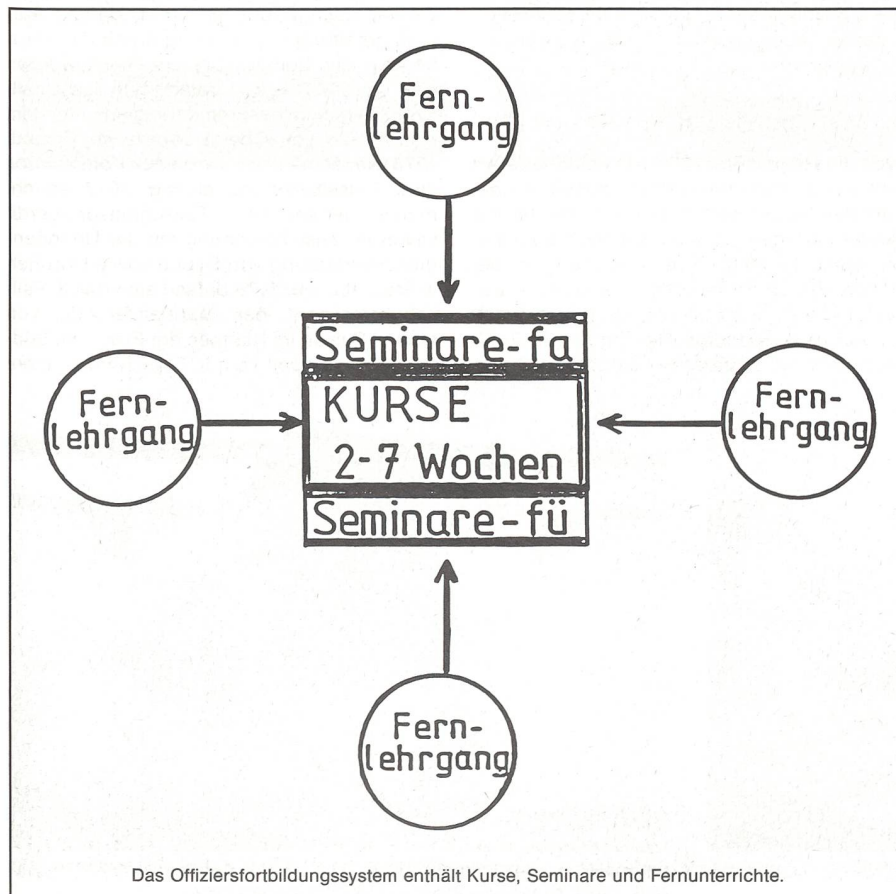 Fern-
lehrgang
Seminare-fa
Fern-
lehrgang
KURSE
2-7 Wochen
Fern-
lehrgang
Seminare-fü
Fern-
lehrgang
Das Offiziersfortbildungssystem enthält Kurse, Seminare und Fernunterrichte.